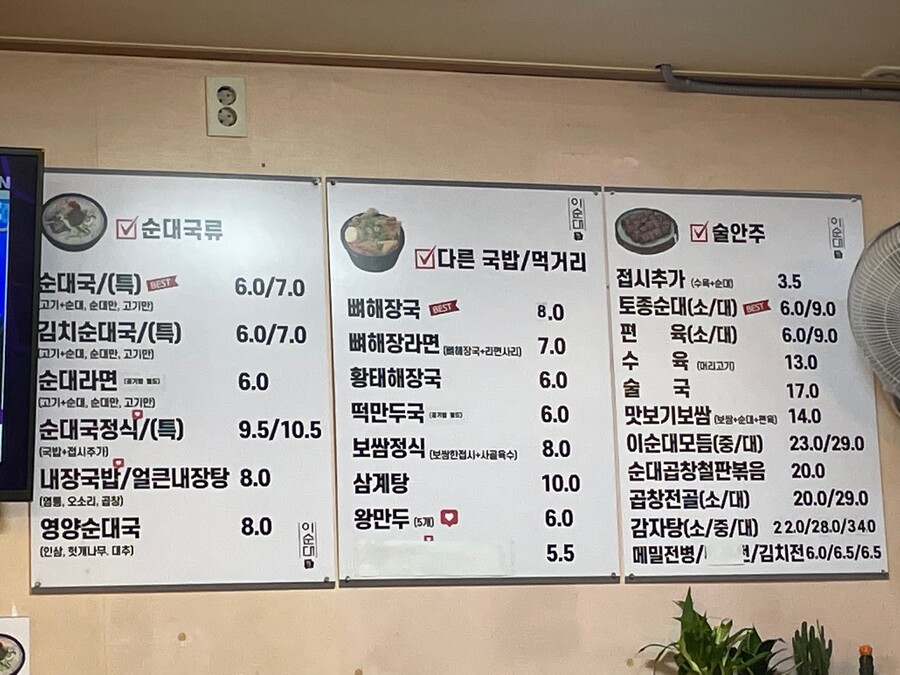 N
순대국류
순대국/(특) BEST 6.0/7.0
(고기+순대, 순대만, 고기만)
김치순대국/(특) 6.0/7.0
(고기+순대, 순대만, 고기만)
순대라면 (공기밥 별도) 6.0
(고기+순대, 순대만, 고기만)
순대국정식/(특) 9.5/10.5
(국밥+접시추가)
내장국밥/얼큰내장탕 8.0
(염통, 오소리, 곱창)
영양순대국 8.0
(인삼, 헛개나무, 대추)
이순대
이순대
다른 국밥/먹거리
뼈해장국 BEST 8.0
뼈해장라면 (뼈해장국+라면사리) 7.0
황태해장국 6.0
떡만두국 (공기밥 별도) 6.0
보쌈정식 (보쌈한접시+사골육수) 8.0
삼계탕 10.0
왕만두 (5개) 6.0
5.5
이순대
술안주
접시추가 (수육+순대) 3.5
토종순대(소/대) BEST 6.0/9.0
편 육(소/대) 6.0/9.0
수 육 (머리고기) 13.0
술 국 17.0
맛보기보쌈 (보쌈+순대+편육) 14.0
이순대모듬(중/대) 23.0/29.0
순대곱창철판볶음 20.0
곱창전골(소/대) 20.0/29.0
감자탕(소/중/대) 22.0/28.0/34.0
메밀전병/ /김치전 6.0/6.5/6.5